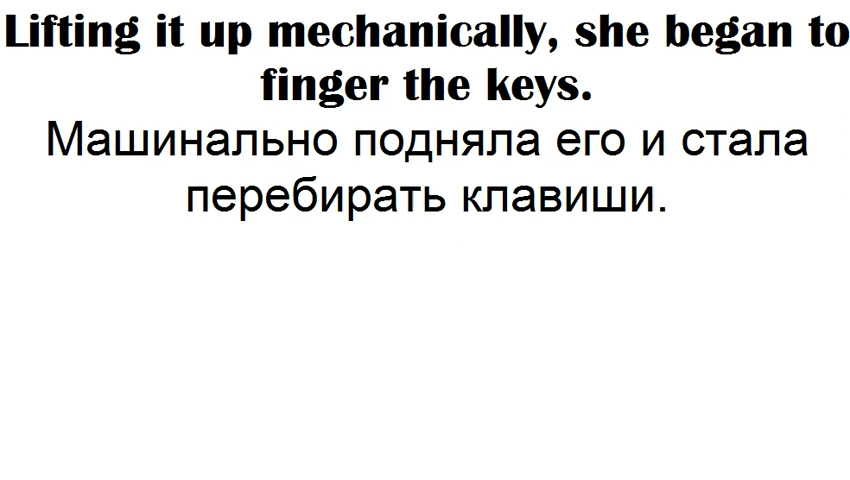 Lifting it up mechanically, she began to
finger the keys.
Машинально подняла его и стала
перебирать клавиши.